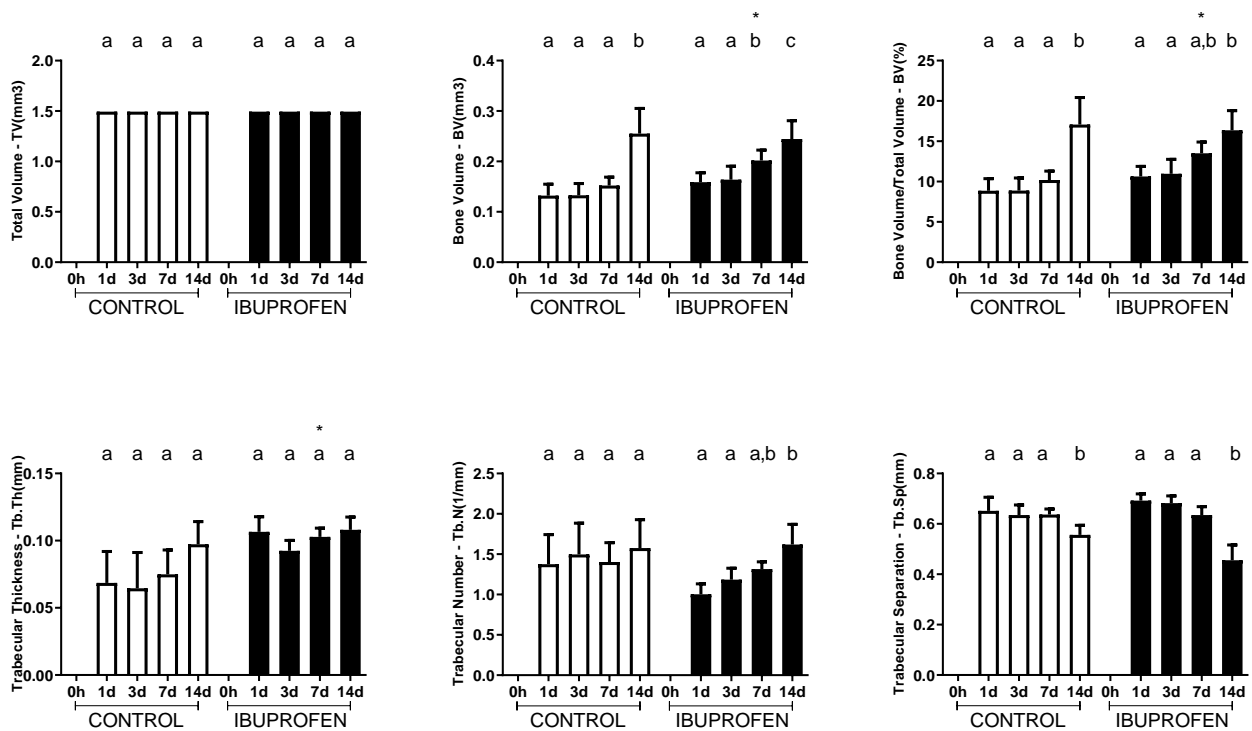 *
*
a a a a a a a a
a a a b a a b c
a a a b a a a,b b
Total Volume - TV(mm3)
2.0
1.5
1.0
0.5
0.0
0h 1d 3d 7d 14d 0h 1d 3d 7d 14d
CONTROL IBUPROFEN
Bone Volume - BV(mm3)
0.4
0.3
0.2
0.1
0.0
0h 1d 3d 7d 14d 0h 1d 3d 7d 14d
CONTROL IBUPROFEN
Bone Volume/Total Volume - BV(%)
25
20
15
10
5
0
0h 1d 3d 7d 14d 0h 1d 3d 7d 14d
CONTROL IBUPROFEN
*
a a a a a a a a
Trabecular Thickness - Tb.Th(mm)
0.15
0.10
0.05
0.00
0h 1d 3d 7d 14d 0h 1d 3d 7d 14d
CONTROL IBUPROFEN
a a a a a a a,b b
Trabecular Number - Tb.N(1/mm)
2.5
2.0
1.5
1.0
0.5
0.0
0h 1d 3d 7d 14d 0h 1d 3d 7d 14d
CONTROL IBUPROFEN
a a a b a a a b
Trabecular Separation - Tb.Sp(mm)
0.8
0.6
0.4
0.2
0.0
0h 1d 3d 7d 14d 0h 1d 3d 7d 14d
CONTROL IBUPROFEN